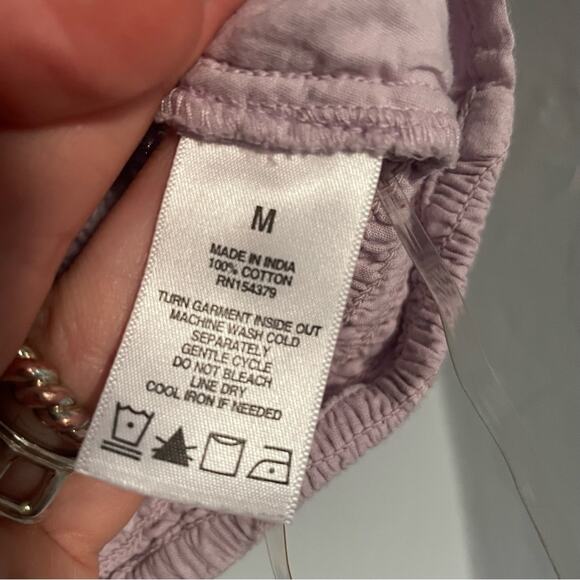 M
MADE IN INDIA
100% COTTON
RN154379
TURN GARMENT INSIDE OUT
MACHINE WASH COLD
SEPARATELY
GENTLE CYCLE
DO NOT BLEACH
LINE DRY
COOL IRON IF NEEDED